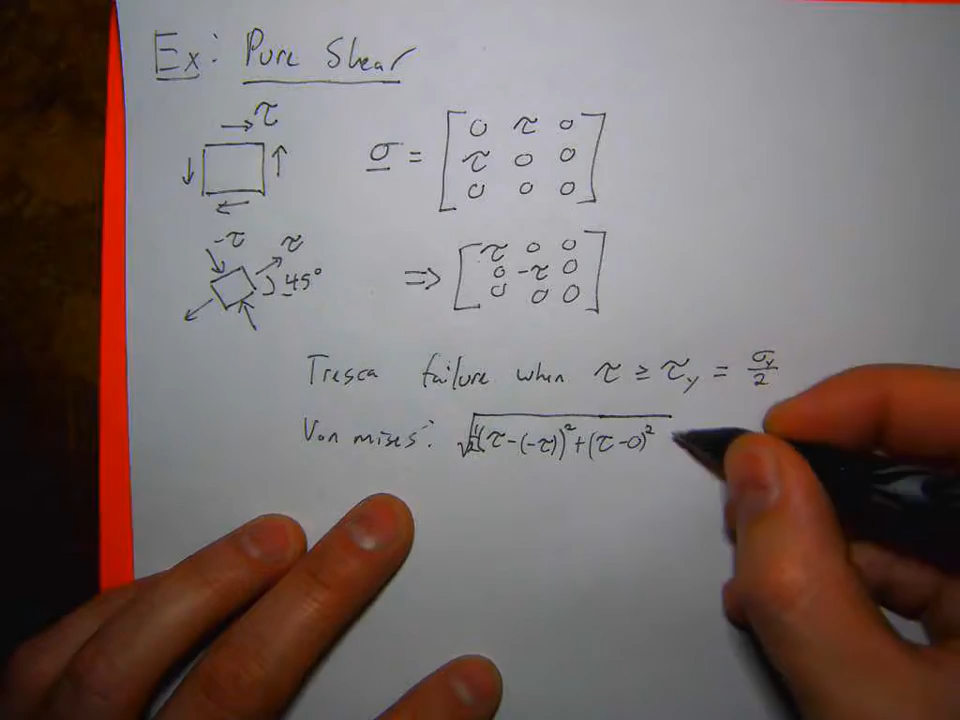 Ex: Pure Shear
τ
σ = [0 τ 0
τ 0 0
0 0 0]
-τ τ
45°
⇒ [τ 0 0
0 -τ 0
0 0 0]
Tresca failure when τ ≥ τy = σy/2
Von mises: √½(τ-(-τ))²+(τ-0)²